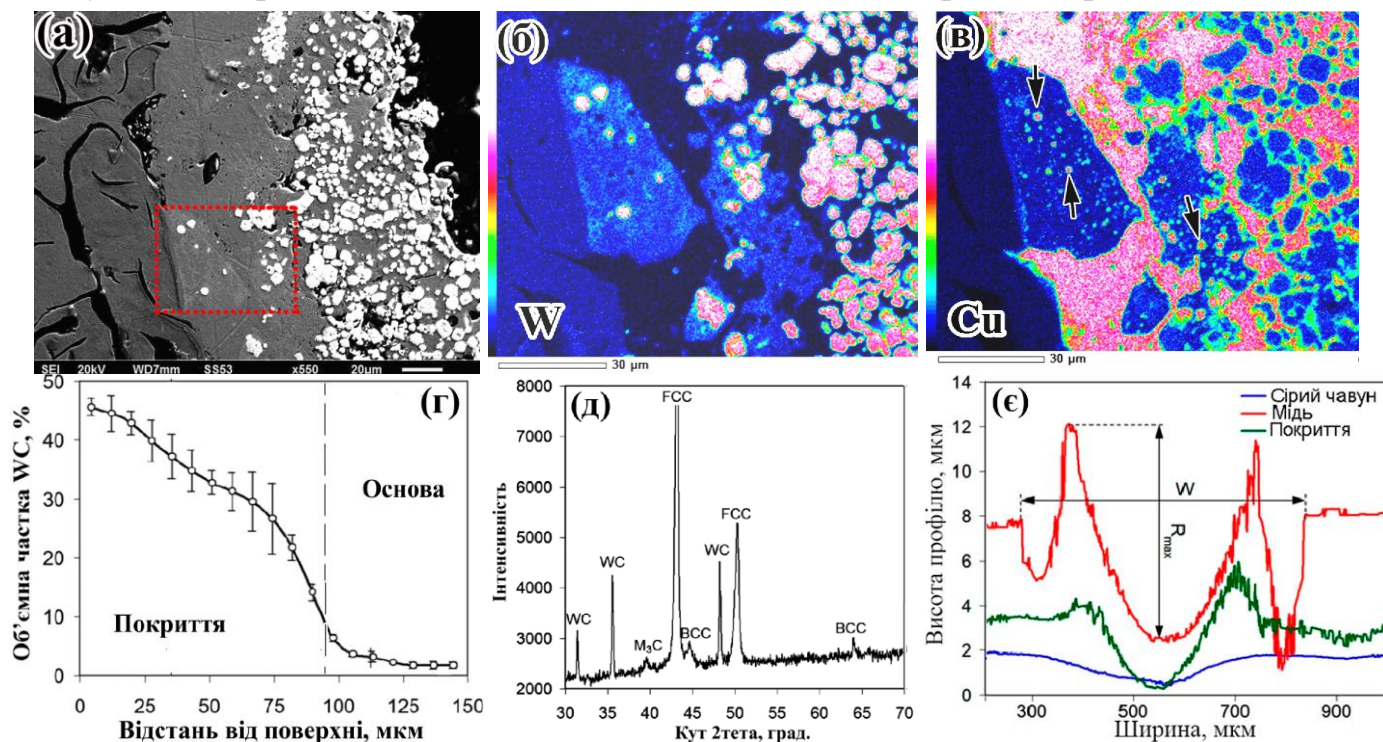 (а)
SEI 20kV WD7mm SS53 x550 20µm
(б)
W
30 µm
(в)
Cu
30 µm
(г)
Об’ємна частка WC, %
50
40
30
20
10
0
Основа
Покриття
0 25 50 75 100 125 150
Відстань від поверхні, мкм
(д)
Інтенсивність
8000
7000
6000
5000
4000
3000
2000
WC
WC
M₃C
FCC
BCC
WC
FCC
BCC
30 35 40 45 50 55 60 65 70
Кут 2тета, град.
(є)
Висота профілю, мкм
14
12
10
8
6
4
2
0
Сірий чавун
Мідь
Покриття
W
Rmax
300 500 700 900
Ширина, мкм